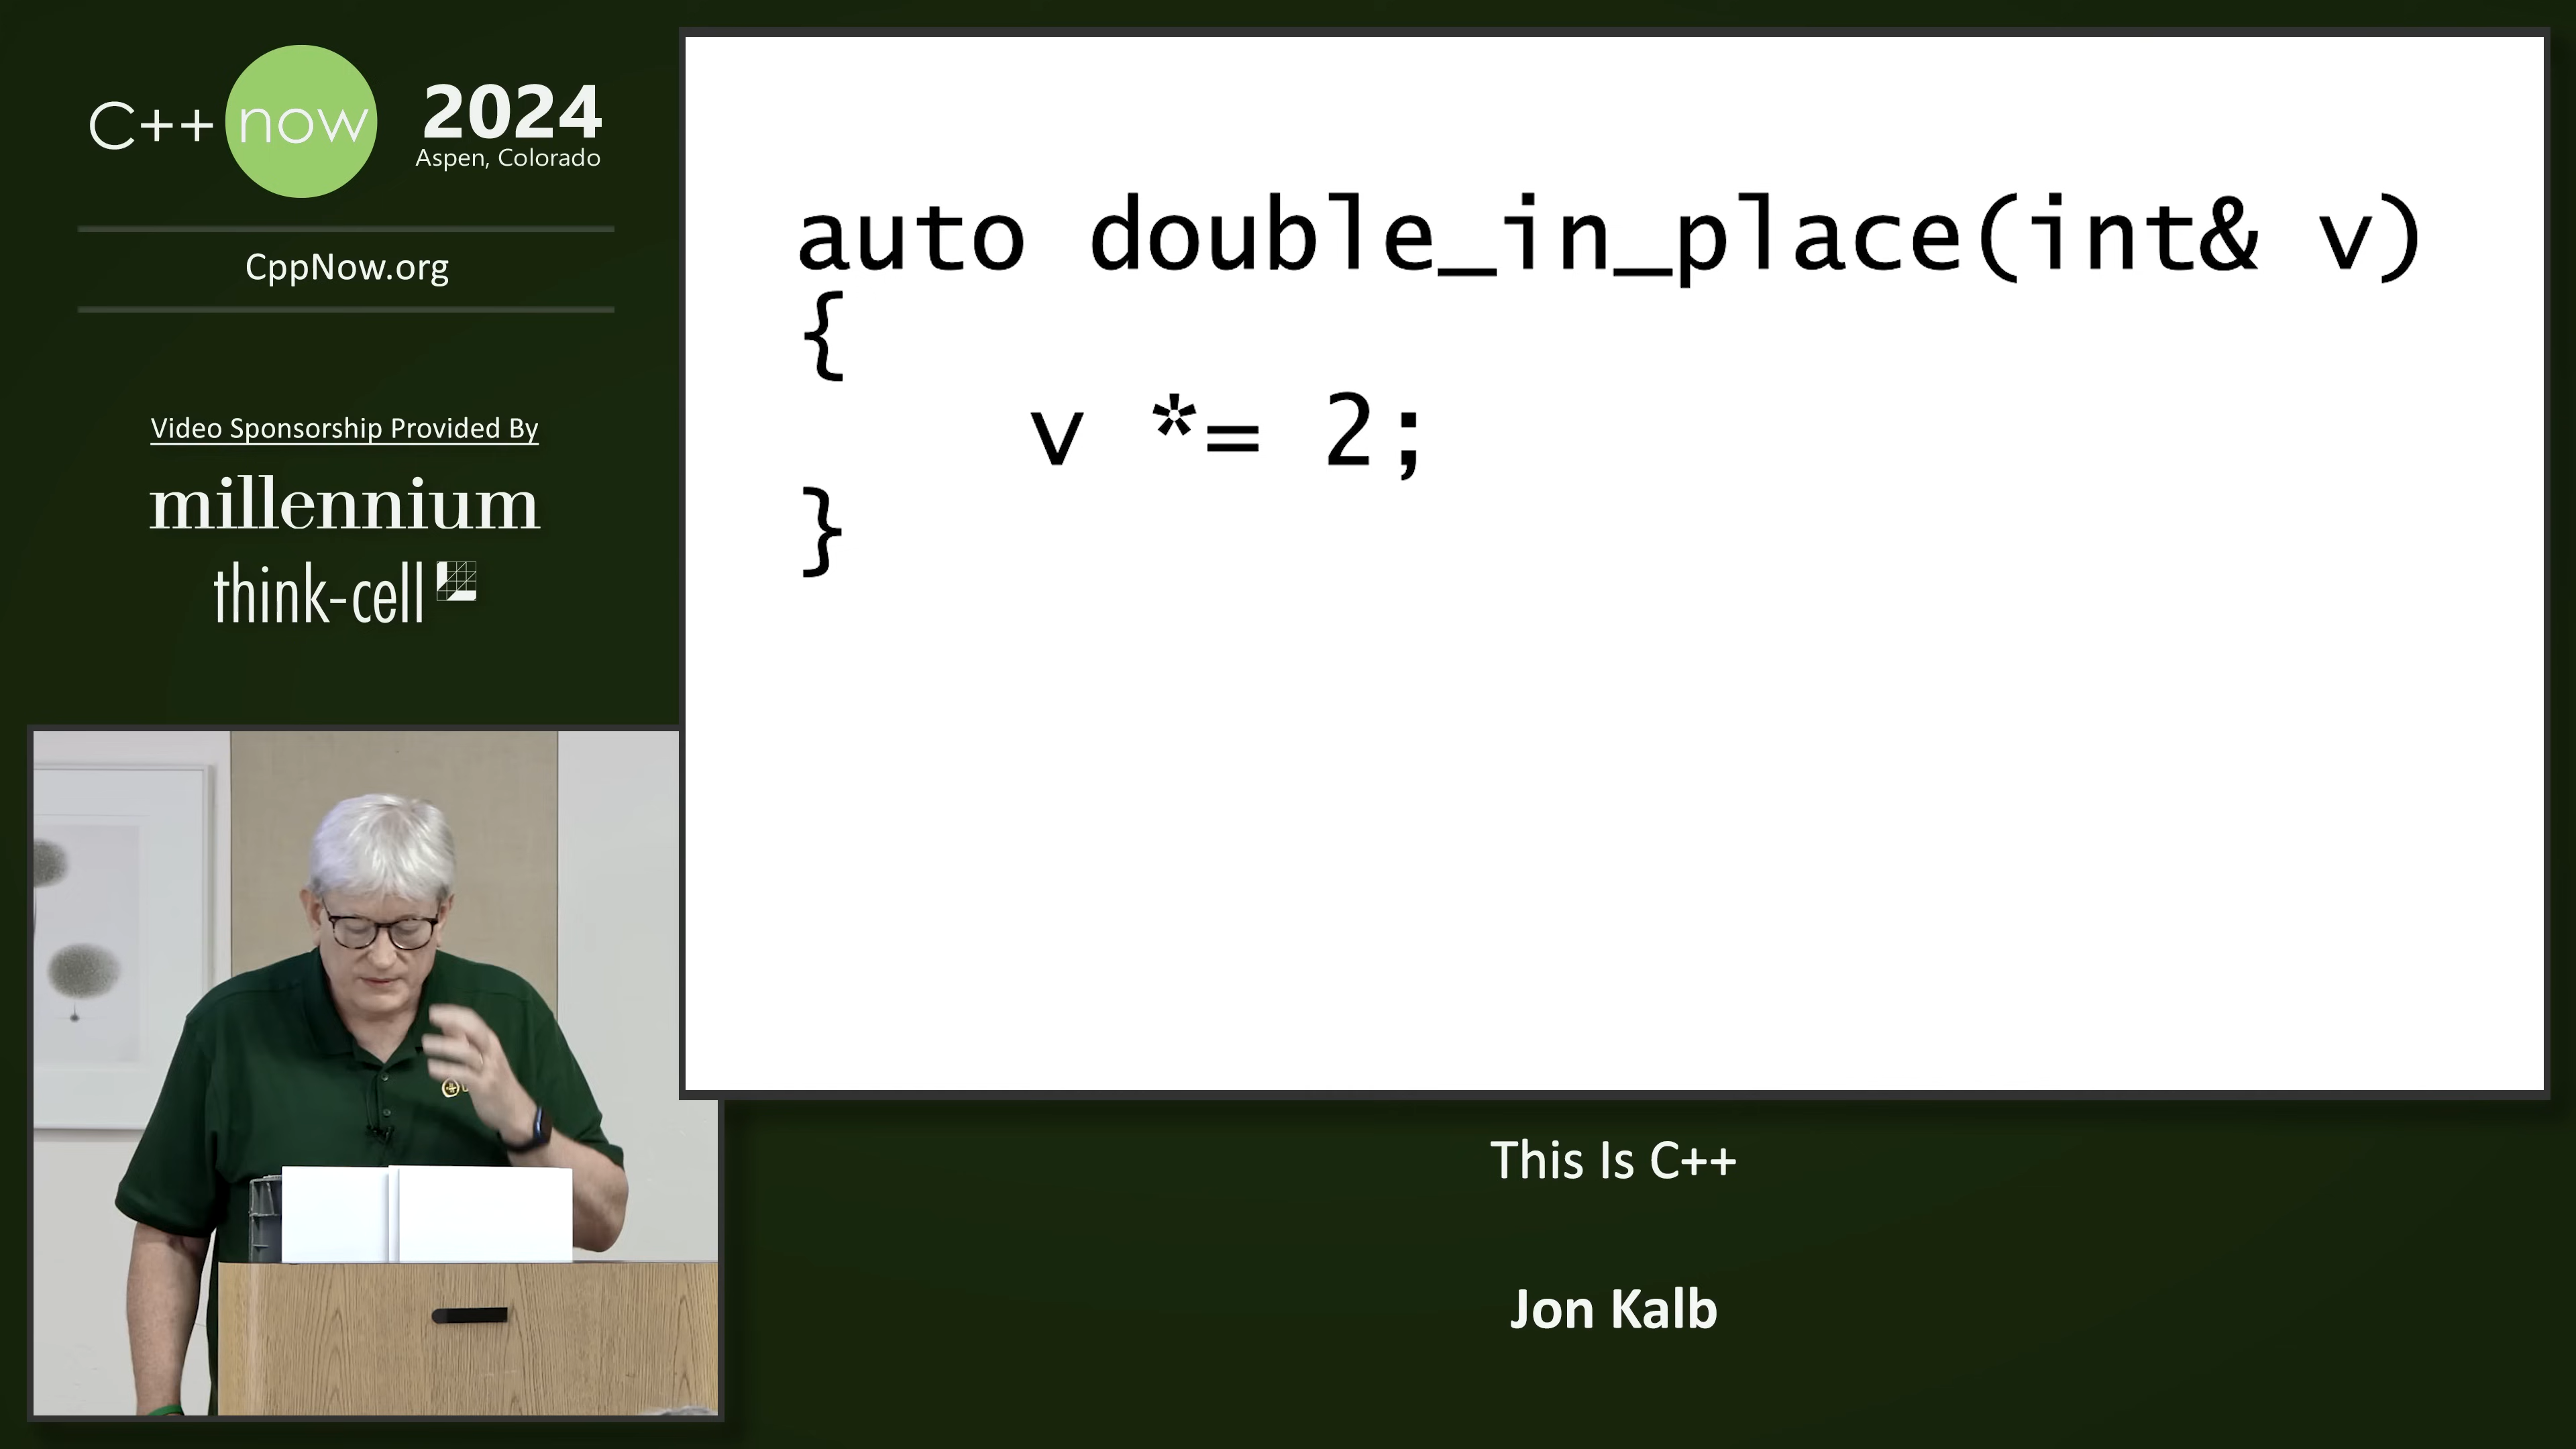 C++ now 2024
Aspen, Colorado
CppNow.org
Video Sponsorship Provided By
millennium
think-cell
auto double_in_place(int& v)
{
    v *= 2;
}
This Is C++
Jon Kalb